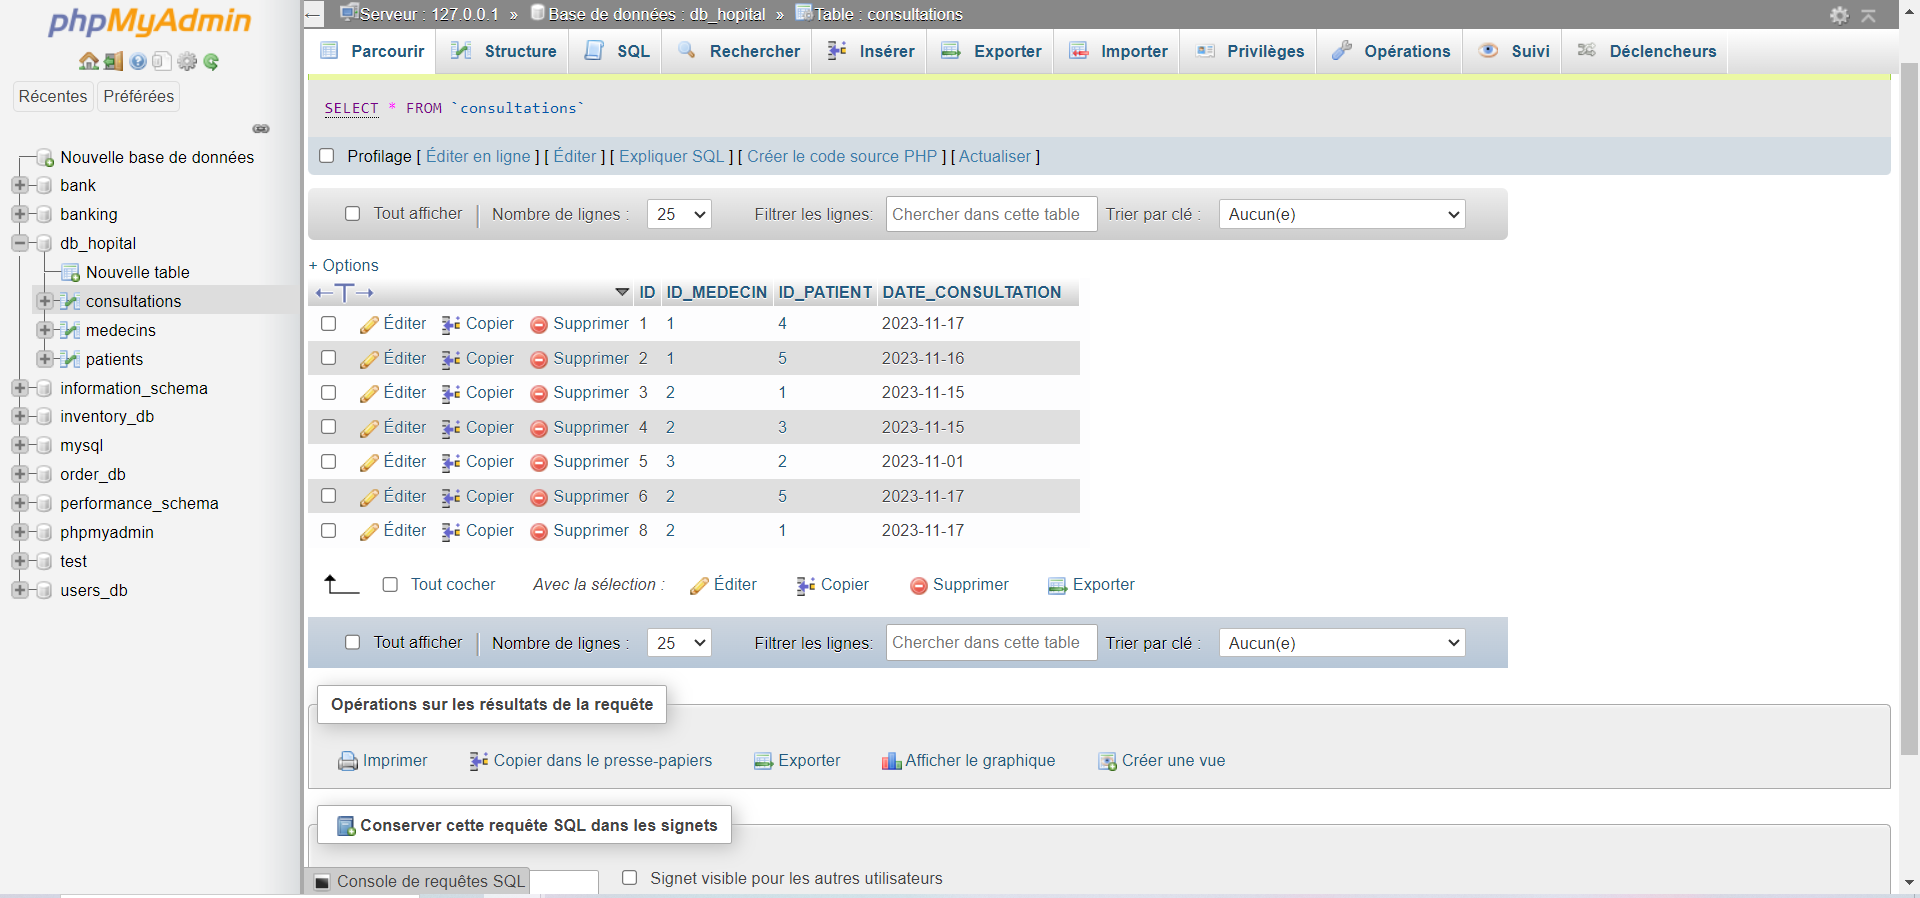 phpMyAdmin
Récentes Préférées
Nouvelle base de données
bank
banking
db_hopital
Nouvelle table
consultations
medecins
patients
information_schema
inventory_db
mysql
order_db
performance_schema
phpmyadmin
test
users_db
← Serveur : 127.0.0.1 » Base de données : db_hopital » Table : consultations
Parcourir Structure SQL Rechercher Insérer Exporter Importer Privilèges Opérations Suivi Déclencheurs
SELECT * FROM `consultations`
Profilage [ Éditer en ligne ] [ Éditer ] [ Expliquer SQL ] [ Créer le code source PHP ] [ Actualiser ]
Tout afficher | Nombre de lignes : 25 Filtrer les lignes: Chercher dans cette table Trier par clé : Aucun(e)
+ Options
←T→ ID ID_MEDECIN ID_PATIENT DATE_CONSULTATION
Éditer Copier Supprimer 1 1 4 2023-11-17
Éditer Copier Supprimer 2 1 5 2023-11-16
Éditer Copier Supprimer 3 2 1 2023-11-15
Éditer Copier Supprimer 4 2 3 2023-11-15
Éditer Copier Supprimer 5 3 2 2023-11-01
Éditer Copier Supprimer 6 2 5 2023-11-17
Éditer Copier Supprimer 8 2 1 2023-11-17
Tout cocher Avec la sélection : Éditer Copier Supprimer Exporter
Tout afficher | Nombre de lignes : 25 Filtrer les lignes: Chercher dans cette table Trier par clé : Aucun(e)
Opérations sur les résultats de la requête
Imprimer Copier dans le presse-papiers Exporter Afficher le graphique Créer une vue
Conserver cette requête SQL dans les signets
Console de requêtes SQL Signet visible pour les autres utilisateurs